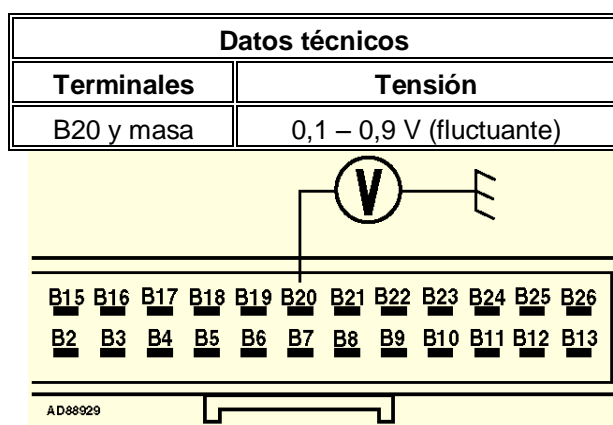 Datos técnicos
Terminales Tensión
B20 y masa 0,1 – 0,9 V (fluctuante)
V
B15 B16 B17 B18 B19 B20 B21 B22 B23 B24 B25 B26
B2 B3 B4 B5 B6 B7 B8 B9 B10 B11 B12 B13
AD88929